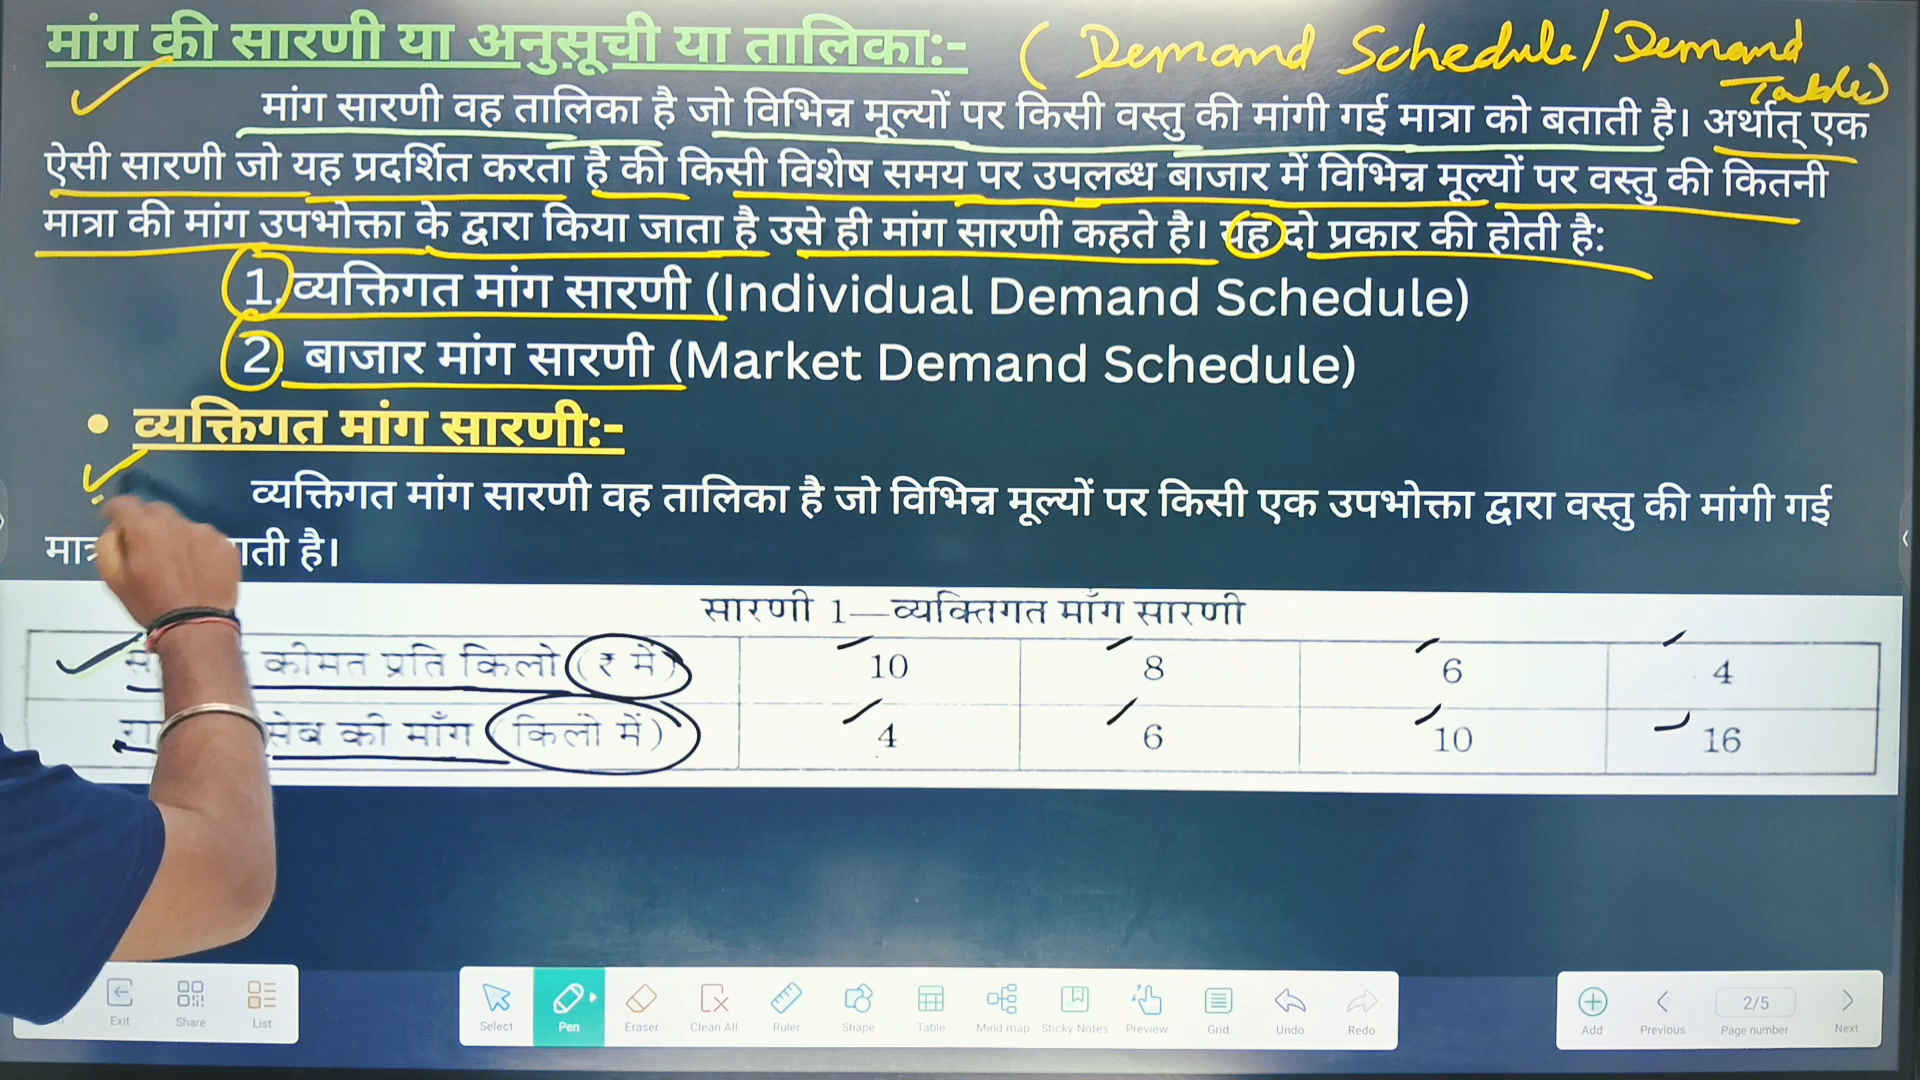 मांग की सारणी या अनुसूची या तालिका:- (Demand Schedule/Demand
Table)
मांग सारणी वह तालिका है जो विभिन्न मूल्यों पर किसी वस्तु की मांगी गई मात्रा को बताती है। अर्थात् एक
ऐसी सारणी जो यह प्रदर्शित करता है की किसी विशेष समय पर उपलब्ध बाजार में विभिन्न मूल्यों पर वस्तु की कितनी
मात्रा की मांग उपभोक्ता के द्वारा किया जाता है उसे ही मांग सारणी कहते है। यह दो प्रकार की होती है:
1. व्यक्तिगत मांग सारणी (Individual Demand Schedule)
2. बाजार मांग सारणी (Market Demand Schedule)
• व्यक्तिगत मांग सारणी:-
व्यक्तिगत मांग सारणी वह तालिका है जो विभिन्न मूल्यों पर किसी एक उपभोक्ता द्वारा वस्तु की मांगी गई
है।
सारणी 1—व्यक्तिगत माँग सारणी
कीमत प्रति किलो (₹ में) 10 8 6 4
सेब की माँग (किलो में) 4 6 10 16
Exit Share List Select Pen Eraser Clean All Ruler Shape Table Mind map Sticky Notes Preview Grid Undo Redo Add Previous 2/5 Page number Next